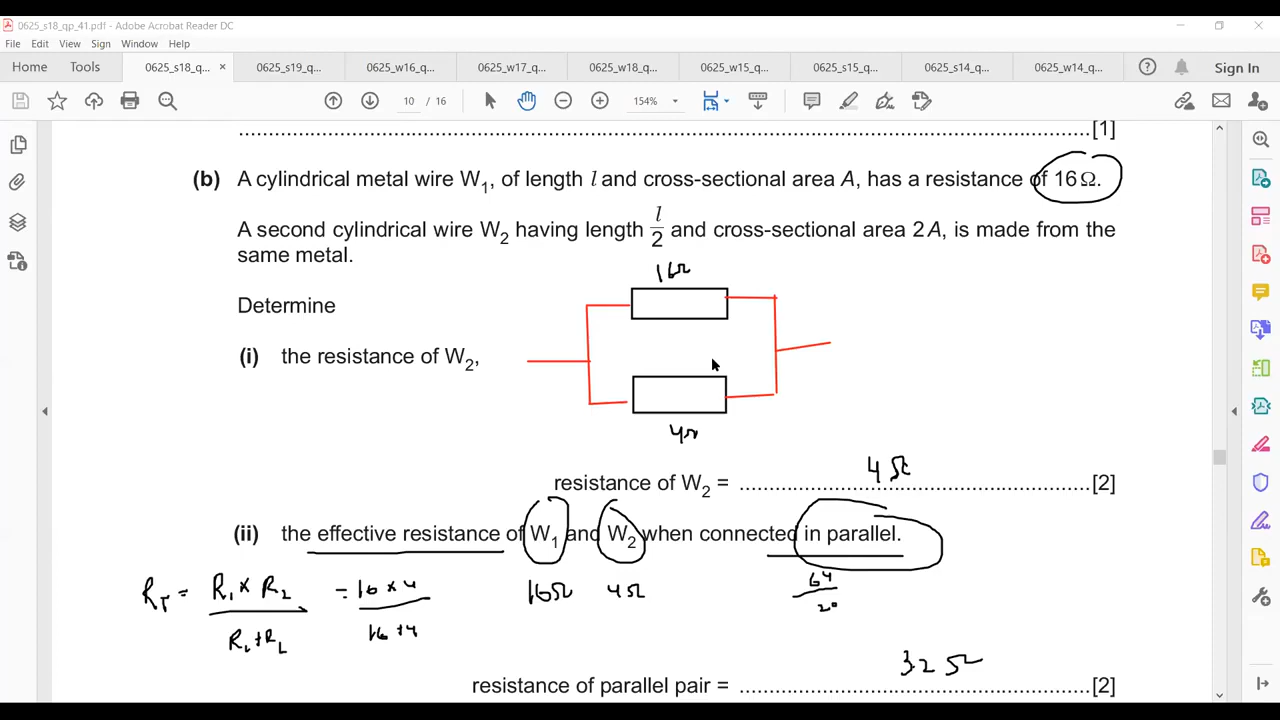 0625_s18_qp_41.pdf - Adobe Acrobat Reader DC
File Edit View Sign Window Help
Home Tools 0625_s18_q... × 0625_s19_q... 0625_w16_q... 0625_w17_q... 0625_w18_q... 0625_w15_q... 0625_s15_q... 0625_s14_q... 0625_w14_q... Sign In
10 / 16 154%
[1]
(b) A cylindrical metal wire W1, of length l and cross-sectional area A, has a resistance of 16 Ω.
A second cylindrical wire W2 having length l/2 and cross-sectional area 2A, is made from the
same metal.
16Ω
Determine
(i) the resistance of W2,
4Ω
resistance of W2 = 4Ω [2]
(ii) the effective resistance of W1 and W2 when connected in parallel.
RT = R1 × R2 / R1 + R2 = 16 × 4 / 16 + 4 16Ω 4Ω 64 / 20
3.2 Ω
resistance of parallel pair = [2]